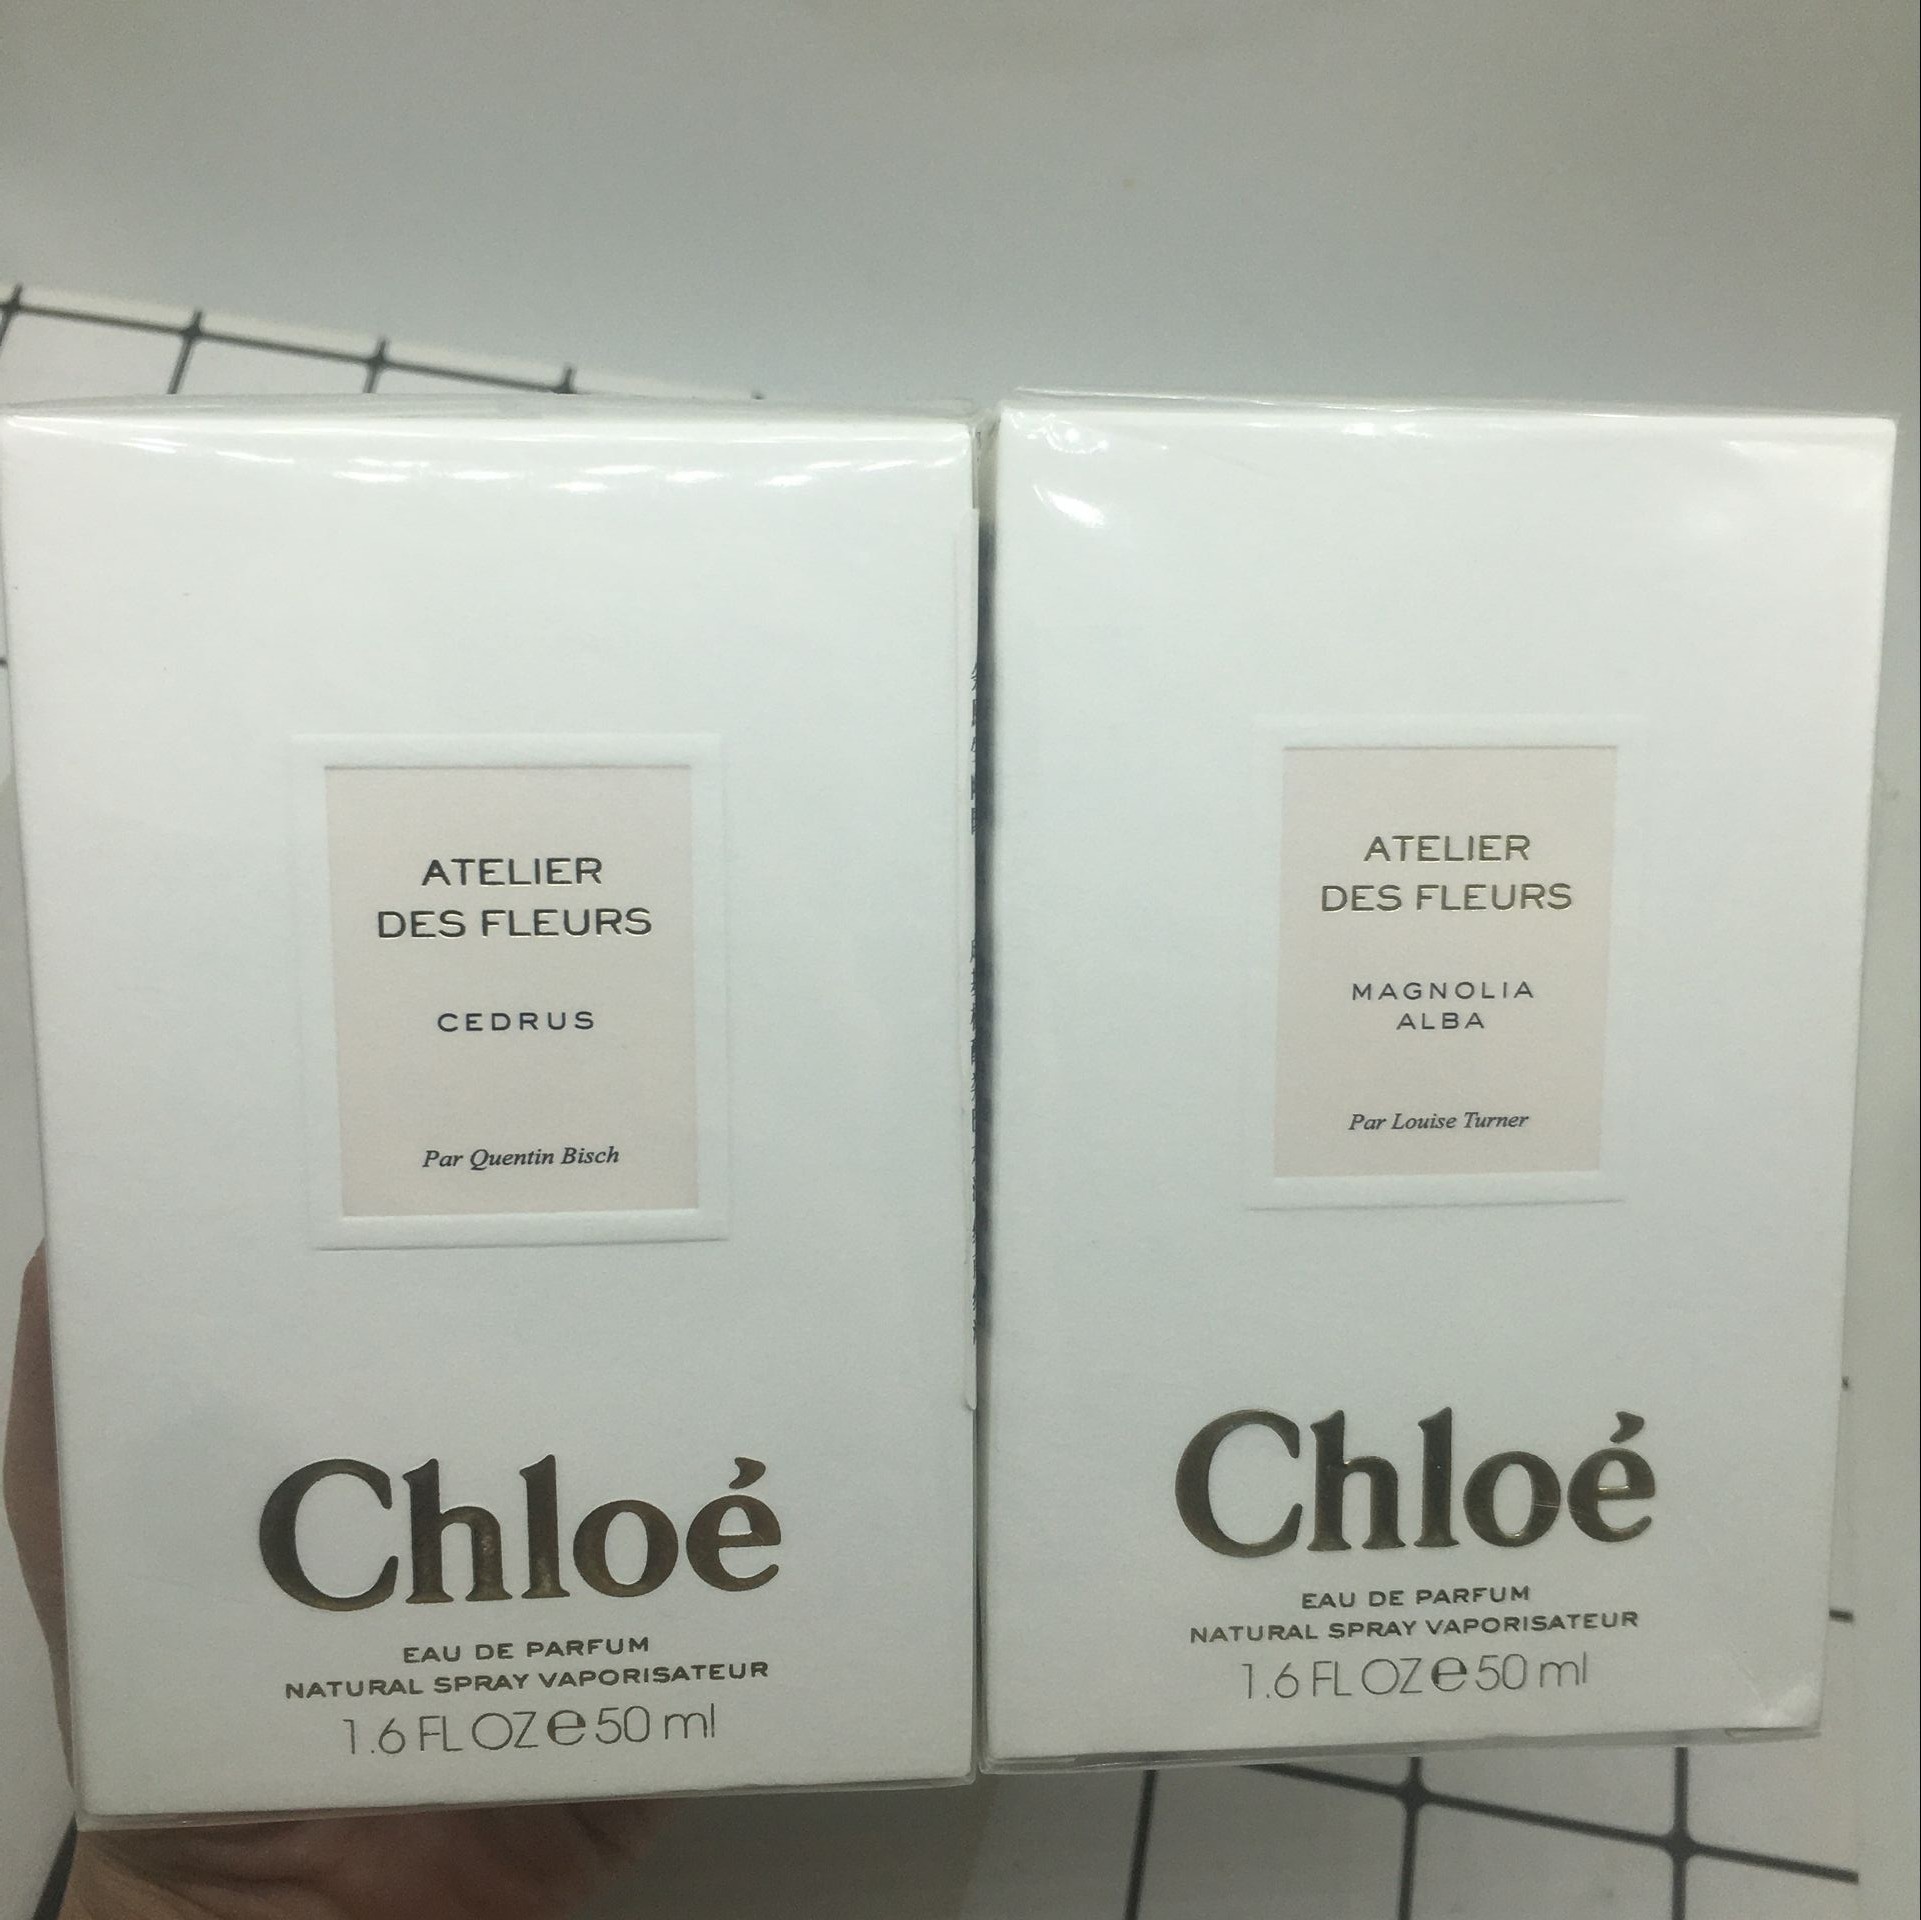 ATELIER
DES FLEURS
CEDRUS
Par Quentin Bisch
Chloé
EAU DE PARFUM
NATURAL SPRAY VAPORISATEUR
1.6 FL OZ e 50 ml
ATELIER
DES FLEURS
MAGNOLIA
ALBA
Par Louise Turner
Chloé
EAU DE PARFUM
NATURAL SPRAY VAPORISATEUR
1.6 FL OZ e 50 ml